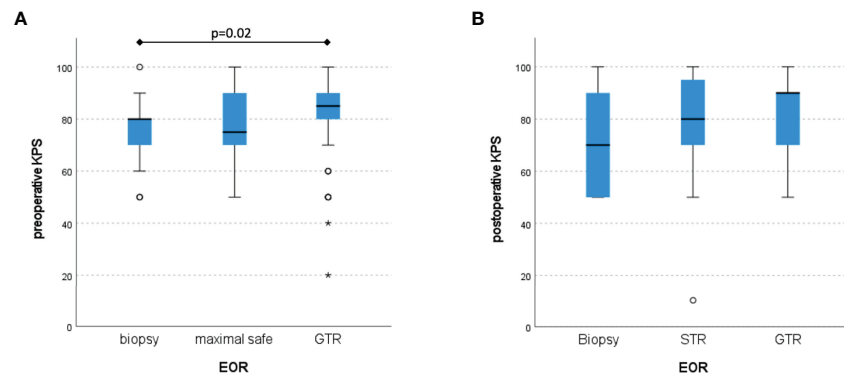 A
p=0.02
100
80
60
40
20
0
preoperative KPS
biopsy maximal safe GTR
EOR
B
100
80
60
40
20
0
postoperative KPS
Biopsy STR GTR
EOR